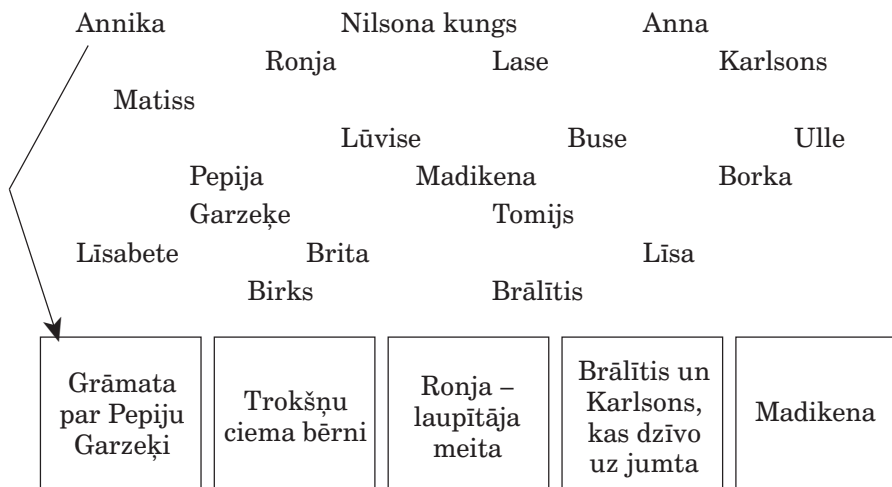 Annika Nilsona kungs Anna
Ronja Lase Karlsons
Matiss
Lūvise Buse Ulle
Pepija Madikena Borka
Garzeķe Tomijs
Līsabete Brita Līsa
Birks Brālītis
Grāmata
par Pepiju
Garzeķi
Trokšņu
ciema bērni
Ronja –
laupītāja
meita
Brālītis un
Karlsons,
kas dzīvo
uz jumta
Madikena